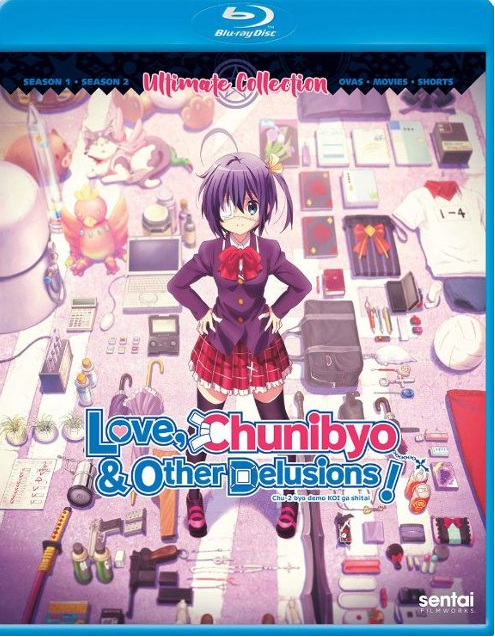 Blu-ray Disc
SEASON 1 • SEASON 2 Ultimate Collection OVAS • MOVIES • SHORTS
1-4
Love, Chunibyo
& Other Delusions!
Chu-2 byo demo KOI ga shitai
sentai
FILMWORKS